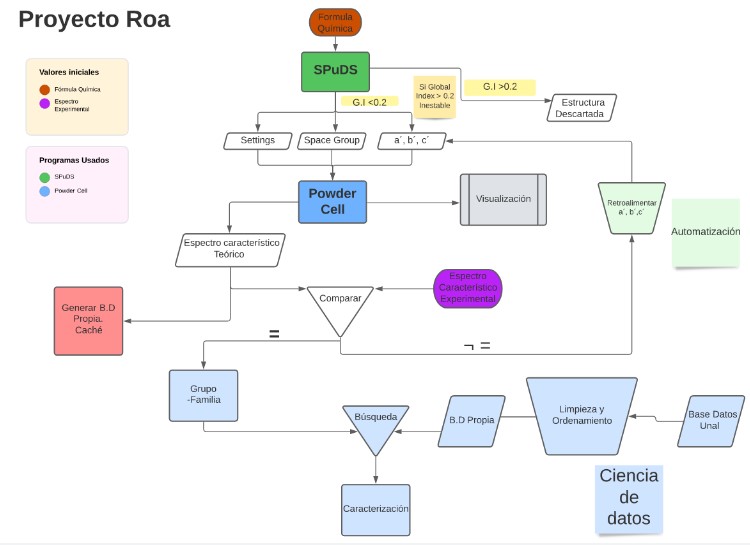 Proyecto Roa
Valores iniciales
Fórmula Química
Espectro
Experimental
Programas Usados
SPuDS
Powder Cell
Formula
Química
SPuDS
G.I <0.2
Si Global
Index > 0.2
Inestable
G.I >0.2
Estructura
Descartada
Settings
Space Group
a´, b´, c´
Powder
Cell
Visualización
Retroalimentar
a´, b´,c´
Automatización
Espectro característico
Teórico
Generar B.D
Propia.
Caché
Comparar
Espectro
Característico
Experimental
=
¬ =
Grupo
-Familia
Búsqueda
B.D Propia
Limpieza y
Ordenamiento
Base Datos
Unal
Caracterización
Ciencia
de
datos